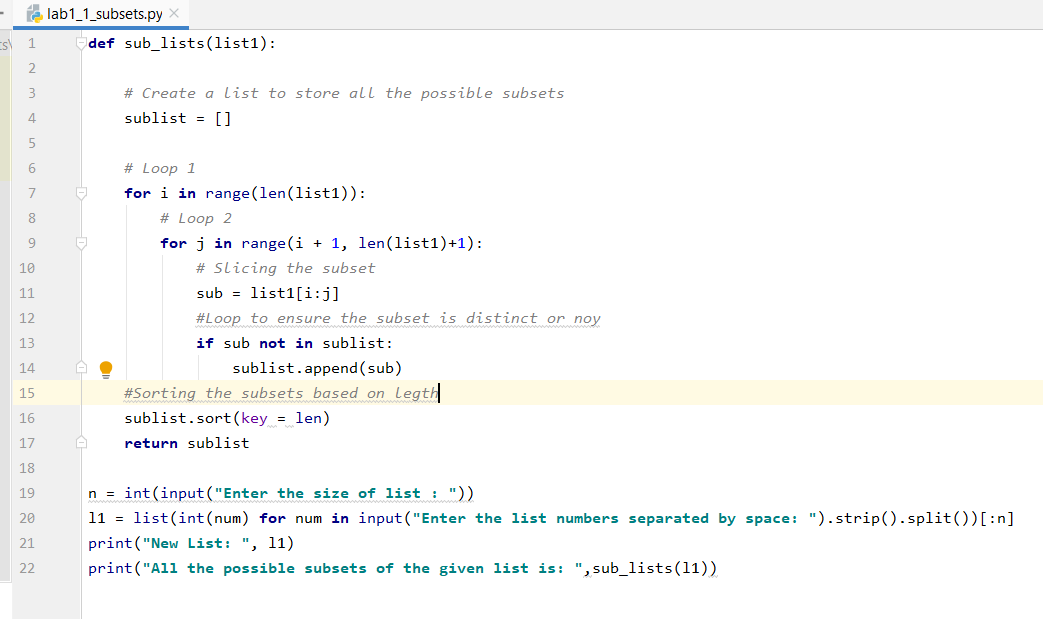 lab1_1_subsets.py
1 def sub_lists(list1):
2
3 # Create a list to store all the possible subsets
4 sublist = []
5
6 # Loop 1
7 for i in range(len(list1)):
8 # Loop 2
9 for j in range(i + 1, len(list1)+1):
10 # Slicing the subset
11 sub = list1[i:j]
12 #Loop to ensure the subset is distinct or noy
13 if sub not in sublist:
14 sublist.append(sub)
15 #Sorting the subsets based on legth
16 sublist.sort(key = len)
17 return sublist
18
19 n = int(input("Enter the size of list : "))
20 l1 = list(int(num) for num in input("Enter the list numbers separated by space: ").strip().split())[:n]
21 print("New List: ", l1)
22 print("All the possible subsets of the given list is: ",sub_lists(l1))